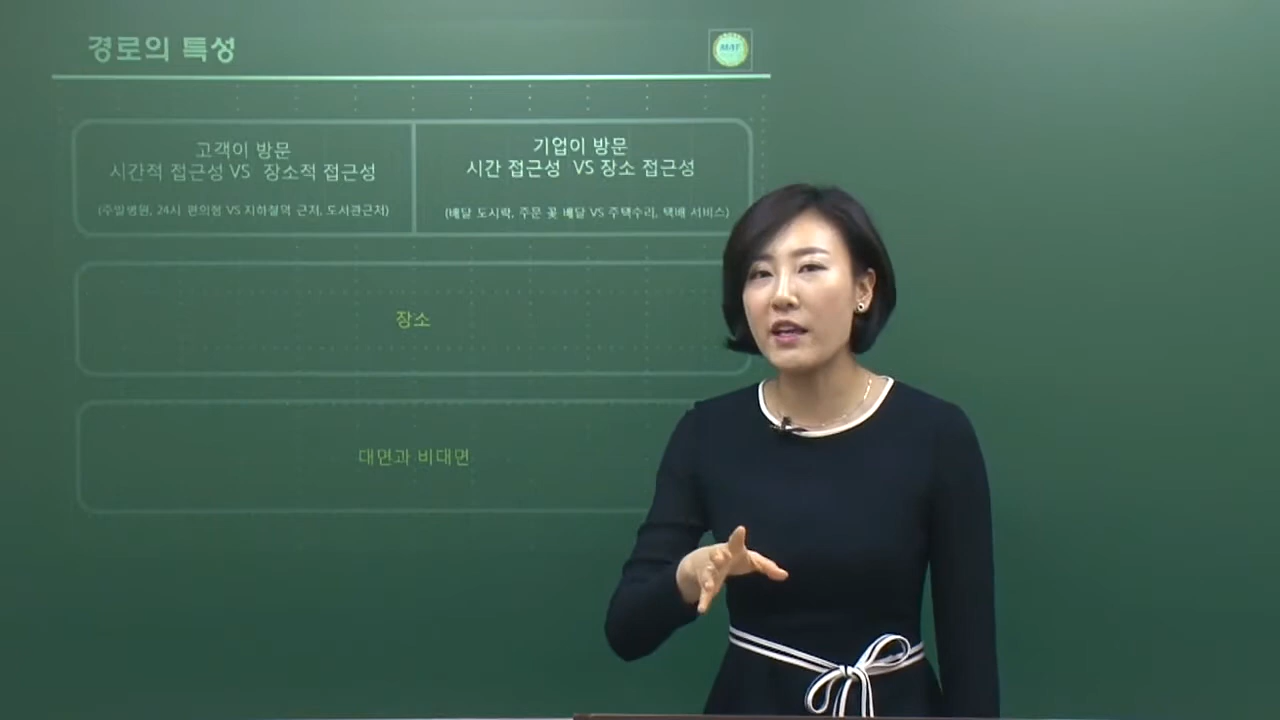 경로의 특성
고객이 방문
시간적 접근성 VS 장소적 접근성
(주말병원, 24시 편의점 VS 지하철역 근처, 도서관근처)
기업이 방문
시간 접근성 VS 장소 접근성
(배달 도시락, 주문 꽃 배달 VS 주택수리, 택배 서비스)
장소
대면과 비대면